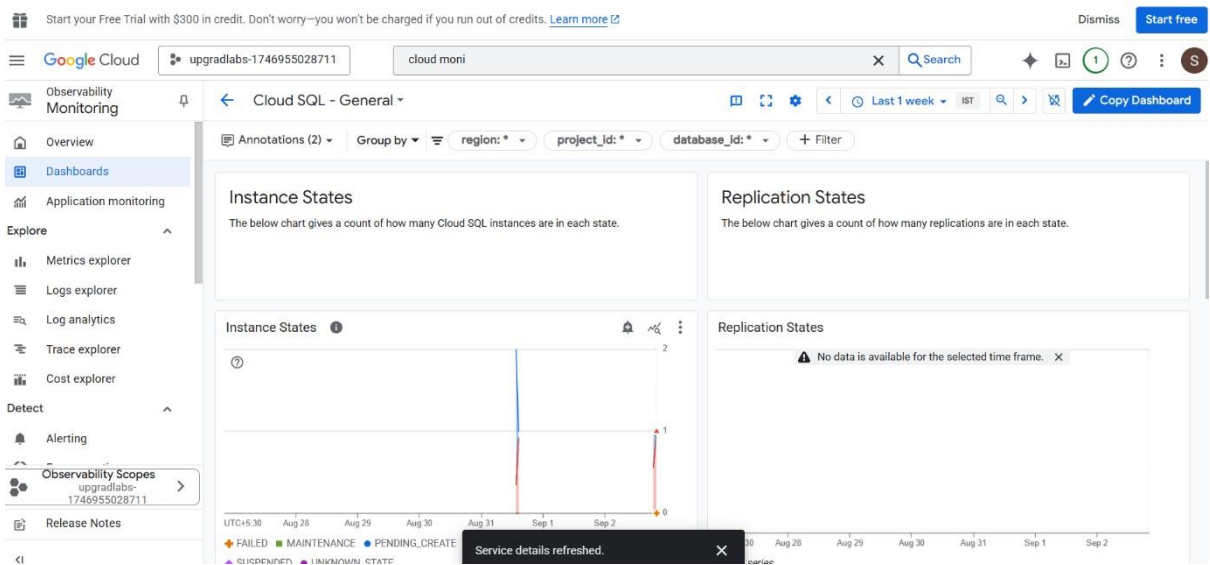 Start your Free Trial with $300 in credit. Don't worry—you won't be charged if you run out of credits. Learn more
Dismiss
Start free
Google Cloud
upgradlabs-1746955028711
cloud moni
Search
1
S
Observability
Monitoring
Cloud SQL - General
Last 1 week
IST
Copy Dashboard
Overview
Dashboards
Application monitoring
Explore
Metrics explorer
Logs explorer
Log analytics
Trace explorer
Cost explorer
Detect
Alerting
Observability Scopes
upgradlabs-
1746955028711
Release Notes
Annotations (2)
Group by
region: *
project_id: *
database_id: *
+ Filter
Instance States
The below chart gives a count of how many Cloud SQL instances are in each state.
Replication States
The below chart gives a count of how many replications are in each state.
Instance States
2
1
0
UTC+5:30 Aug 28 Aug 29 Aug 30 Aug 31 Sep 1 Sep 2
FAILED MAINTENANCE PENDING_CREATE
SUSPENDED UNKNOWN_STATE
Replication States
No data is available for the selected time frame.
30 Aug 28 Aug 29 Aug 30 Aug 31 Sep 1 Sep 2
series
Service details refreshed.